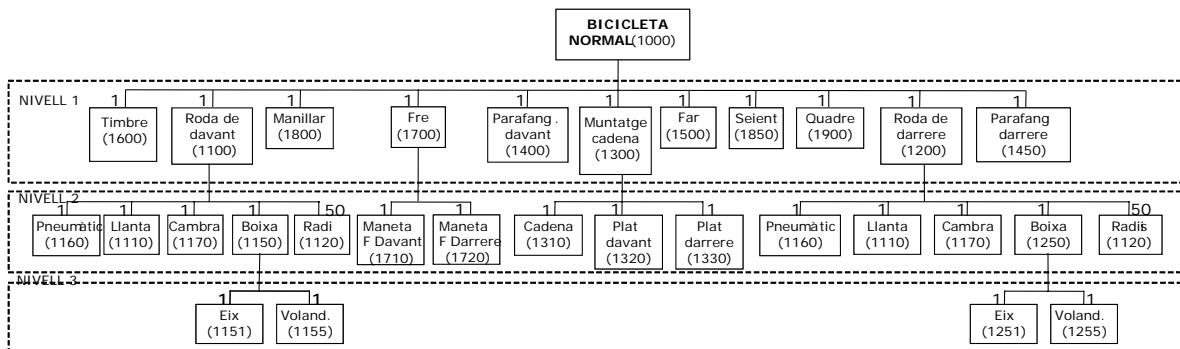 BICICLETA
NORMAL(1000)
NIVELL 1
1 1 1 1 1 1 1 1 1 1 1
Timbre
(1600)
Roda de
davant
(1100)
Manillar
(1800)
Fre
(1700)
Parafang.
davant
(1400)
Muntatge
cadena
(1300)
Far
(1500)
Seient
(1850)
Quadre
(1900)
Roda de
darrere
(1200)
Parafang
darrere
(1450)
NIVELL 2
1 1 1 1 50 1 1 1 1 1 1 1 1 1 50
Pneumàtic
(1160)
Llanta
(1110)
Cambra
(1170)
Boixa
(1150)
Radi
(1120)
Maneta
F Davant
(1710)
Maneta
F Darrere
(1720)
Cadena
(1310)
Plat
davant
(1320)
Plat
darrere
(1330)
Pneumàtic
(1160)
Llanta
(1110)
Cambra
(1170)
Boixa
(1250)
Radis
(1120)
NIVELL 3
1 1 1 1
Eix
(1151)
Voland.
(1155)
Eix
(1251)
Voland.
(1255)